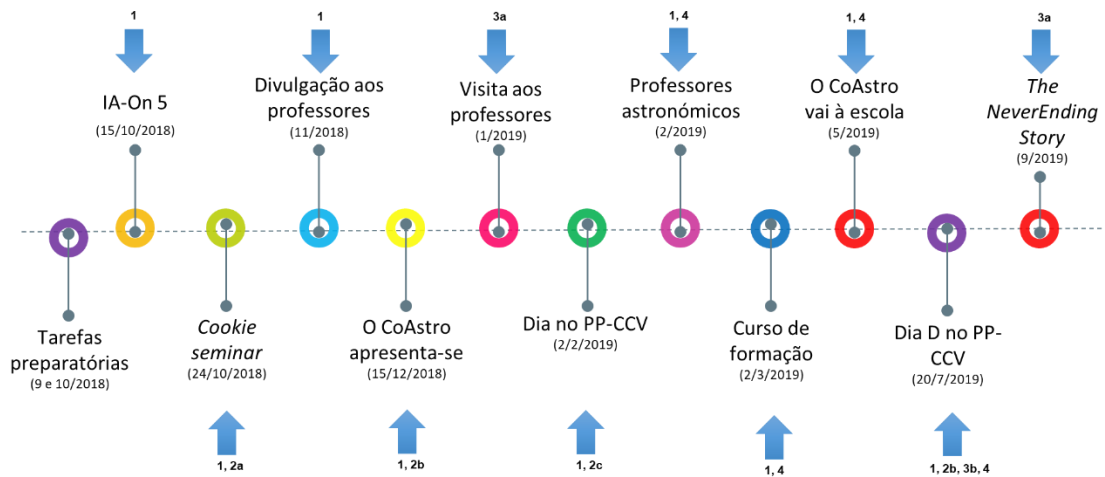 1
1
3a
1, 4
1, 4
3a
IA-On 5
(15/10/2018)
Divulgação aos
professores
(11/2018)
Visita aos
professores
(1/2019)
Professores
astronómicos
(2/2019)
O CoAstro
vai à escola
(5/2019)
The
NeverEnding
Story
(9/2019)
Tarefas
preparatórias
(9 e 10/2018)
Cookie
seminar
(24/10/2018)
O CoAstro
apresenta-se
(15/12/2018)
Dia no PP-CCV
(2/2/2019)
Curso de
formação
(2/3/2019)
Dia D no PP-
CCV
(20/7/2019)
1, 2a
1, 2b
1, 2c
1, 4
1, 2b, 3b, 4